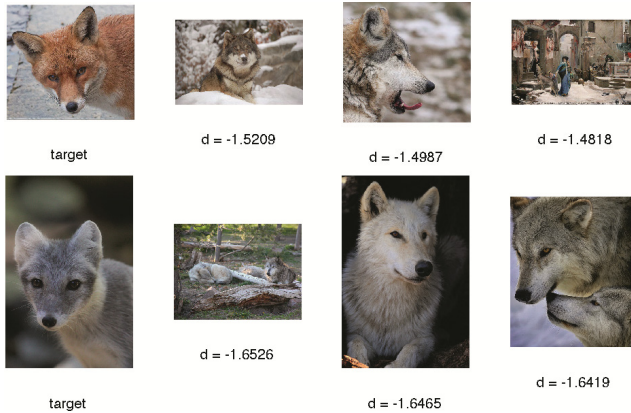 target
d = -1.5209
d = -1.4987
d = -1.4818
target
d = -1.6526
d = -1.6465
d = -1.6419